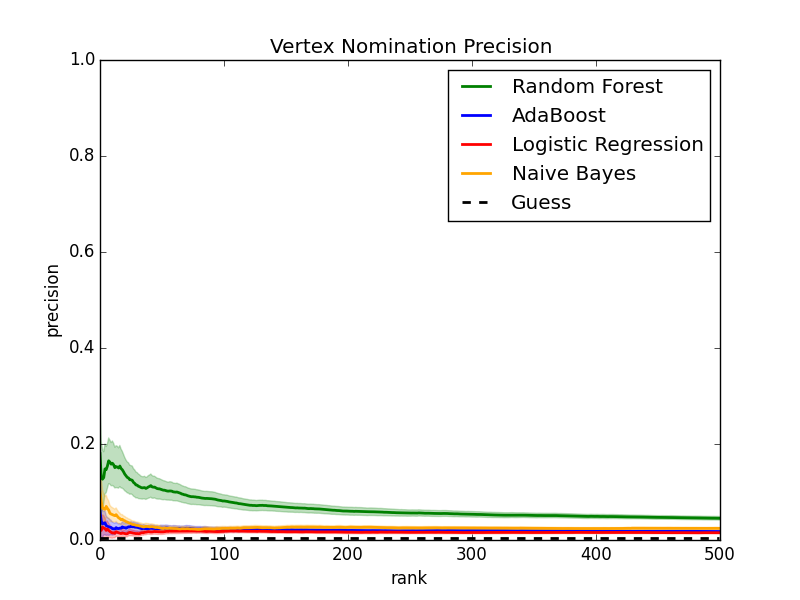 Vertex Nomination Precision
1.0
0.8
0.6
0.4
0.2
0.0
precision
Random Forest
AdaBoost
Logistic Regression
Naive Bayes
Guess
0 100 200 300 400 500
rank